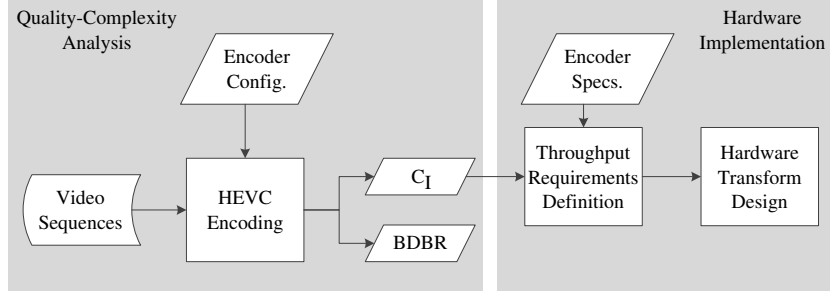 Quality-Complexity
Analysis
Encoder
Config.
Video
Sequences
HEVC
Encoding
C_I
BDBR
Hardware
Implementation
Encoder
Specs.
Throughput
Requirements
Definition
Hardware
Transform
Design